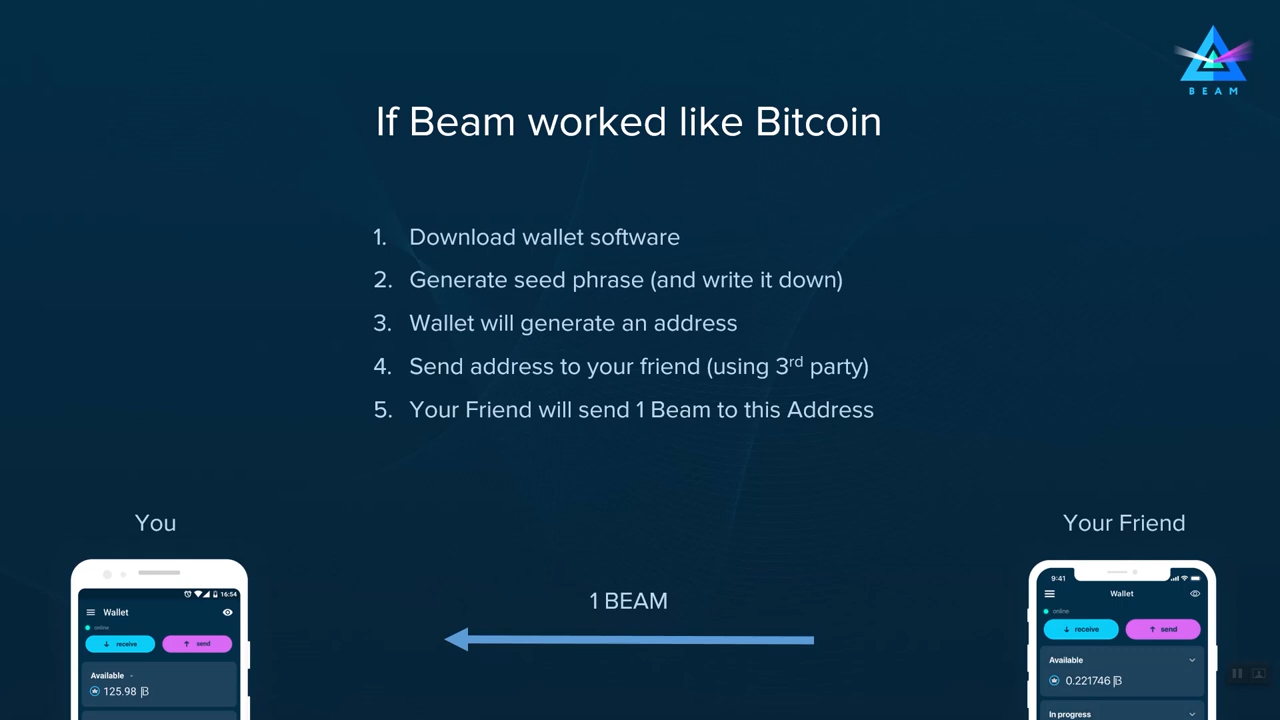 BEAM
If Beam worked like Bitcoin
1. Download wallet software
2. Generate seed phrase (and write it down)
3. Wallet will generate an address
4. Send address to your friend (using 3rd party)
5. Your Friend will send 1 Beam to this Address
You
Your Friend
1 BEAM
16:54
Wallet
online
receive
send
Available
125.98 B
9:41
Wallet
online
receive
send
Available
0.221746 B
In progress